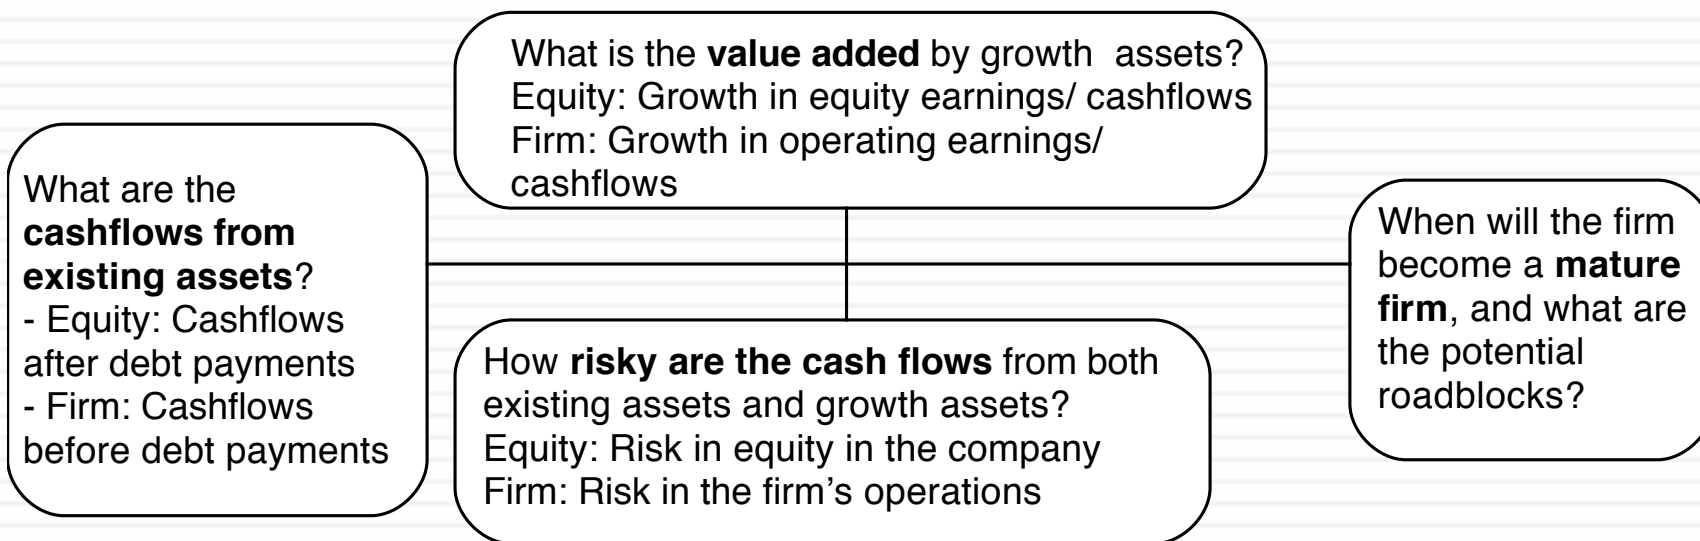 What is the value added by growth assets?
Equity: Growth in equity earnings/ cashflows
Firm: Growth in operating earnings/
cashflows
What are the
cashflows from
existing assets?
- Equity: Cashflows
after debt payments
- Firm: Cashflows
before debt payments
How risky are the cash flows from both
existing assets and growth assets?
Equity: Risk in equity in the company
Firm: Risk in the firm’s operations
When will the firm
become a mature
firm, and what are
the potential
roadblocks?